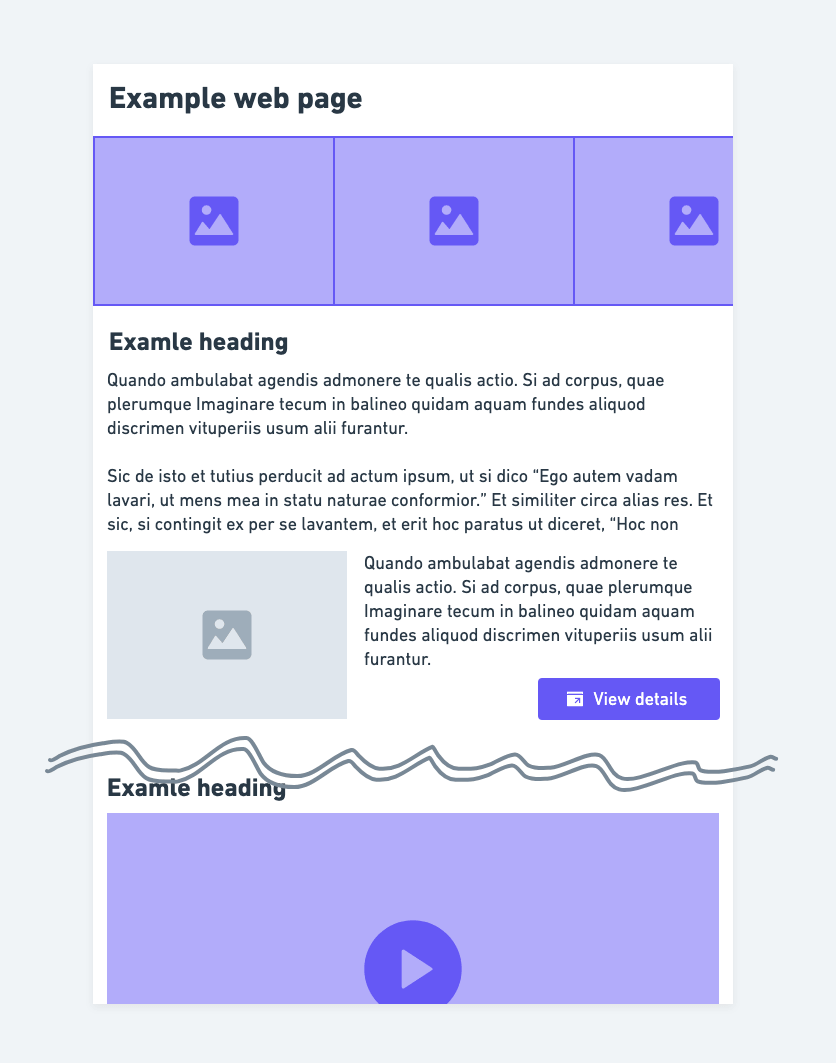 Example web page
Examle heading
Quando ambulabat agendis admonere te qualis actio. Si ad corpus, quae
plerumque Imaginare tecum in balineo quidam aquam fundes aliquod
discrimen vituperiis usum alii furantur.
Sic de isto et tutius perducit ad actum ipsum, ut si dico “Ego autem vadam
lavari, ut mens mea in statu naturae conformior.” Et similiter circa alias res. Et
sic, si contingit ex per se lavantem, et erit hoc paratus ut diceret, “Hoc non
Quando ambulabat agendis admonere te
qualis actio. Si ad corpus, quae plerumque
Imaginare tecum in balineo quidam aquam
fundes aliquod discrimen vituperiis usum alii
furantur.
View details
Examle heading